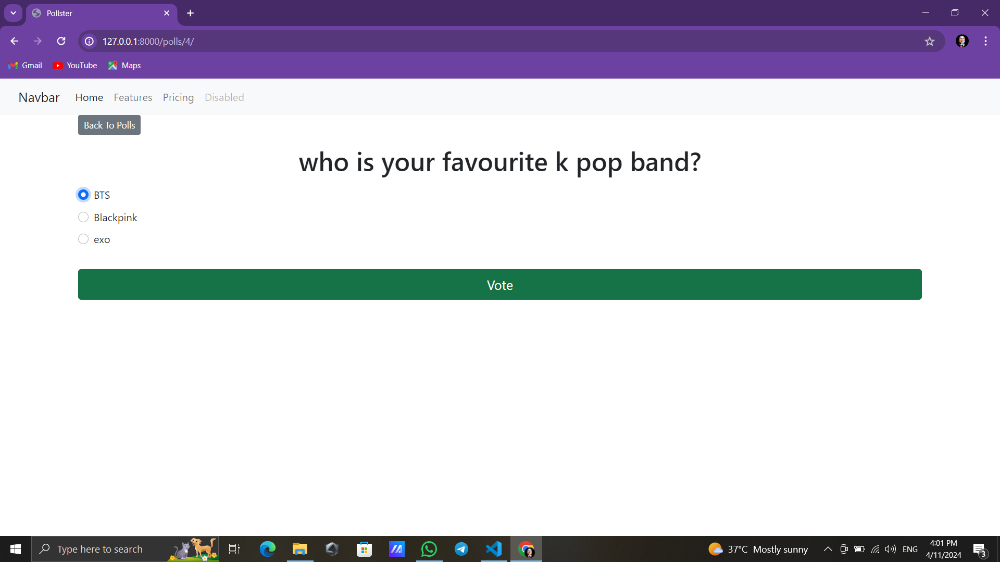 Pollster
127.0.0.1:8000/polls/4/
Gmail YouTube Maps
Navbar Home Features Pricing Disabled
Back To Polls
who is your favourite k pop band?
BTS
Blackpink
exo
Vote
Type here to search
37°C Mostly sunny
ENG
4:01 PM
4/11/2024
3